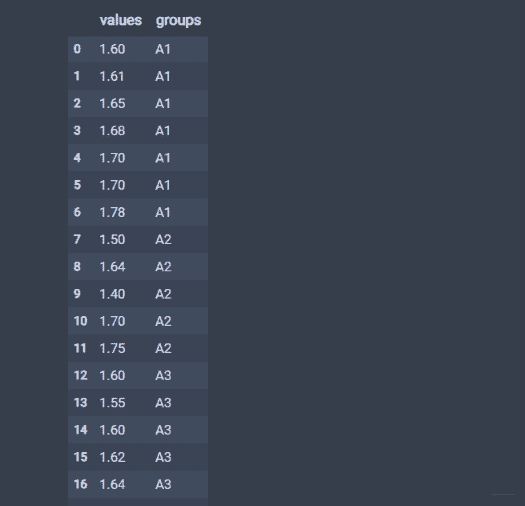 values groups
0 1.60 A1
1 1.61 A1
2 1.65 A1
3 1.68 A1
4 1.70 A1
5 1.70 A1
6 1.78 A1
7 1.50 A2
8 1.64 A2
9 1.40 A2
10 1.70 A2
11 1.75 A2
12 1.60 A3
13 1.55 A3
14 1.60 A3
15 1.62 A3
16 1.64 A3